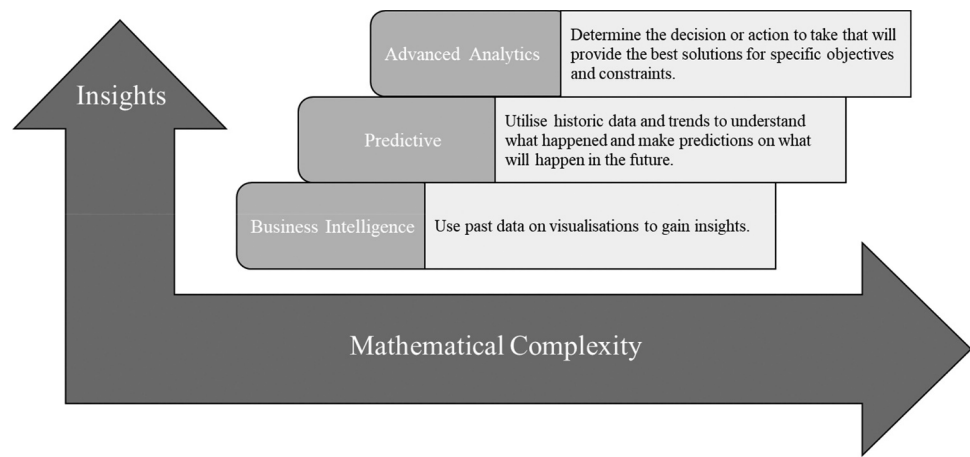 Insights
Advanced Analytics
Determine the decision or action to take that will
provide the best solutions for specific objectives
and constraints.
Predictive
Utilise historic data and trends to understand
what happened and make predictions on what
will happen in the future.
Business Intelligence
Use past data on visualisations to gain insights.
Mathematical Complexity